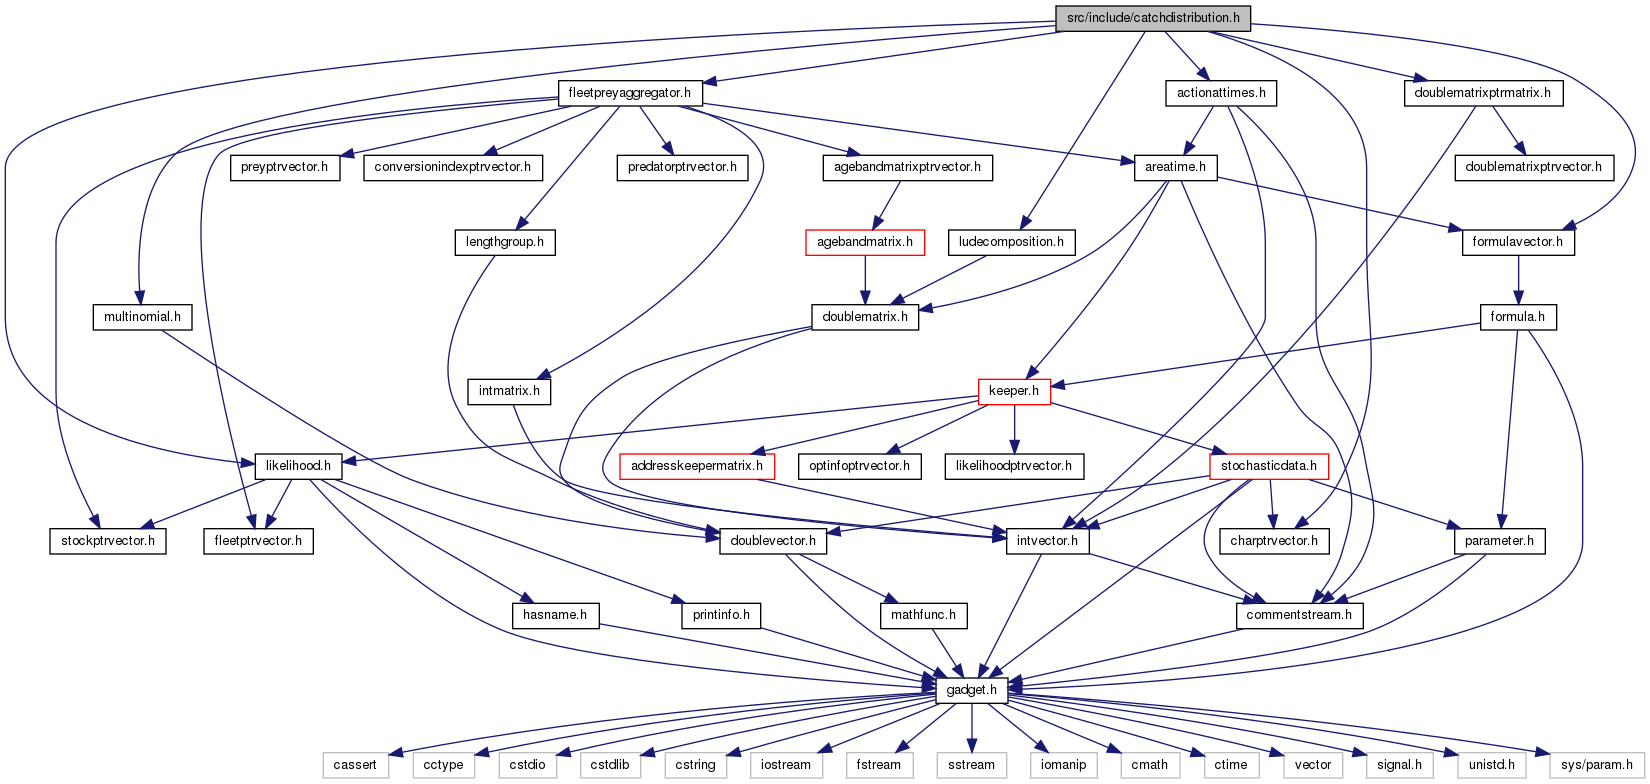 src/include/catchdistribution.h
fleetpreyaggregator.h
actionattimes.h
doublematrixptrmatrix.h
preyptrvector.h
conversionindexptrvector.h
predatorptrvector.h
agebandmatrixptrvector.h
areatime.h
doublematrixptrvector.h
lengthgroup.h
agebandmatrix.h
ludecomposition.h
formulavector.h
multinomial.h
doublematrix.h
formula.h
intmatrix.h
keeper.h
likelihood.h
addresskeepermatrix.h
optinfoptrvector.h
likelihoodptrvector.h
stochasticdata.h
stockptrvector.h
fleetptrvector.h
doublevector.h
intvector.h
charptrvector.h
parameter.h
hasname.h
printinfo.h
mathfunc.h
commentstream.h
gadget.h
cassert
cctype
cstdio
cstdlib
cstring
iostream
fstream
sstream
iomanip
cmath
ctime
vector
signal.h
unistd.h
sys/param.h